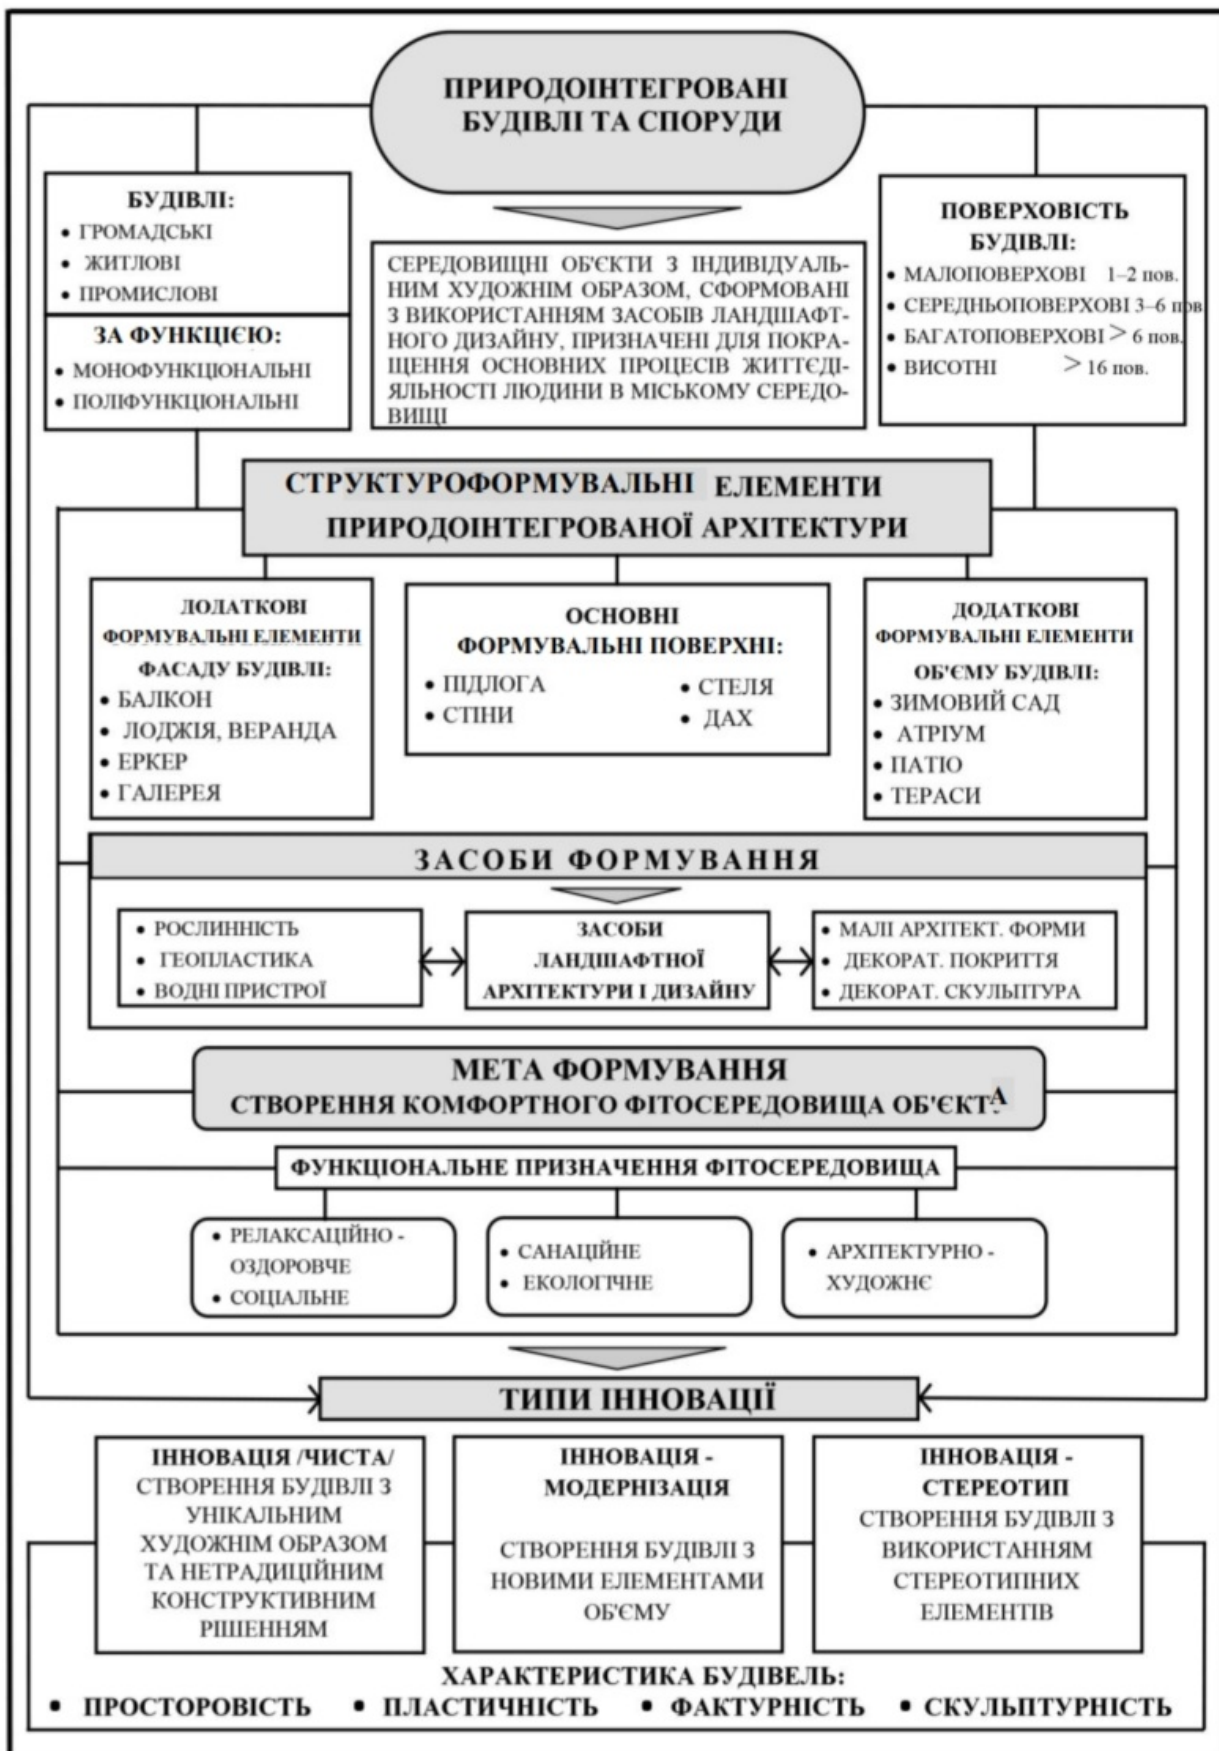 ПРИРОДОІНТЕГРОВАНІ
БУДІВЛІ ТА СПОРУДИ
БУДІВЛІ:
• ГРОМАДСЬКІ
• ЖИТЛОВІ
• ПРОМИСЛОВІ
ЗА ФУНКЦІЄЮ:
• МОНОФУНКЦІОНАЛЬНІ
• ПОЛІФУНКЦІОНАЛЬНІ
СЕРЕДОВИЩНІ ОБ'ЄКТИ З ІНДИВІДУАЛЬ-
НИМ ХУДОЖНІМ ОБРАЗОМ, СФОРМОВАНІ
З ВИКОРИСТАННЯМ ЗАСОБІВ ЛАНДШАФТ-
НОГО ДИЗАЙНУ, ПРИЗНАЧЕНІ ДЛЯ ПОКРА-
ЩЕННЯ ОСНОВНИХ ПРОЦЕСІВ ЖИТТЄДІ-
ЯЛЬНОСТІ ЛЮДИНИ В МІСЬКОМУ СЕРЕДО-
ВИЩІ
ПОВЕРХОВІСТЬ
БУДІВЛІ:
• МАЛОПОВЕРХОВІ 1–2 пов.
• СЕРЕДНЬОПОВЕРХОВІ 3–6 пов
• БАГАТОПОВЕРХОВІ > 6 пов.
• ВИСОТНІ > 16 пов.
СТРУКТУРОФОРМУВАЛЬНІ ЕЛЕМЕНТИ
ПРИРОДОІНТЕГРОВАНОЇ АРХІТЕКТУРИ
ДОДАТКОВІ
ФОРМУВАЛЬНІ ЕЛЕМЕНТИ
ФАСАДУ БУДІВЛІ:
• БАЛКОН
• ЛОДЖІЯ, ВЕРАНДА
• ЕРКЕР
• ГАЛЕРЕЯ
ОСНОВНІ
ФОРМУВАЛЬНІ ПОВЕРХНІ:
• ПІДЛОГА • СТЕЛЯ
• СТІНИ • ДАХ
ДОДАТКОВІ
ФОРМУВАЛЬНІ ЕЛЕМЕНТИ
ОБ'ЄМУ БУДІВЛІ:
• ЗИМОВИЙ САД
• АТРІУМ
• ПАТІО
• ТЕРАСИ
ЗАСОБИ ФОРМУВАННЯ
• РОСЛИННІСТЬ
• ГЕОПЛАСТИКА
• ВОДНІ ПРИСТРОЇ
ЗАСОБИ
ЛАНДШАФТНОЇ
АРХІТЕКТУРИ І ДИЗАЙНУ
• МАЛІ АРХІТЕКТ. ФОРМИ
• ДЕКОРАТ. ПОКРИТТЯ
• ДЕКОРАТ. СКУЛЬПТУРА
МЕТА ФОРМУВАННЯ
СТВОРЕННЯ КОМФОРТНОГО ФІТОСЕРЕДОВИЩА ОБ'ЄКТА
ФУНКЦІОНАЛЬНЕ ПРИЗНАЧЕННЯ ФІТОСЕРЕДОВИЩА
• РЕЛАКСАЦІЙНО -
ОЗДОРОВЧЕ
• СОЦІАЛЬНЕ
• САНАЦІЙНЕ
• ЕКОЛОГІЧНЕ
• АРХІТЕКТУРНО -
ХУДОЖНЄ
ТИПИ ІННОВАЦІЇ
ІННОВАЦІЯ /ЧИСТА/
СТВОРЕННЯ БУДІВЛІ З
УНІКАЛЬНИМ
ХУДОЖНІМ ОБРАЗОМ
ТА НЕТРАДИЦІЙНИМ
КОНСТРУКТИВНИМ
РІШЕННЯМ
ІННОВАЦІЯ -
МОДЕРНІЗАЦІЯ
СТВОРЕННЯ БУДІВЛІ З
НОВИМИ ЕЛЕМЕНТАМИ
ОБ'ЄМУ
ІННОВАЦІЯ -
СТЕРЕОТИП
СТВОРЕННЯ БУДІВЛІ З
ВИКОРИСТАННЯМ
СТЕРЕОТИПНИХ
ЕЛЕМЕНТІВ
ХАРАКТЕРИСТИКА БУДІВЕЛЬ:
• ПРОСТОРОВІСТЬ • ПЛАСТИЧНІСТЬ • ФАКТУРНІСТЬ • СКУЛЬПТУРНІСТЬ